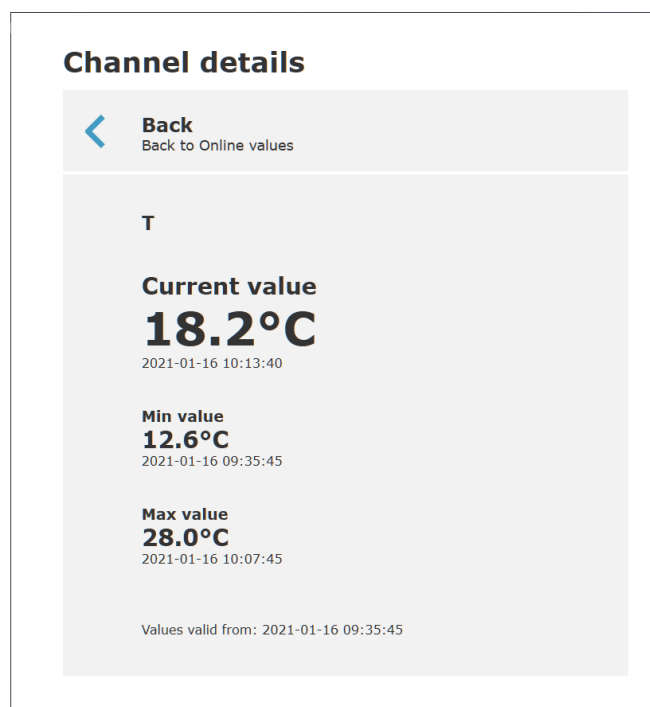 Channel details
Back
Back to Online values
T
Current value
18.2°C
2021-01-16 10:13:40
Min value
12.6°C
2021-01-16 09:35:45
Max value
28.0°C
2021-01-16 10:07:45
Values valid from: 2021-01-16 09:35:45